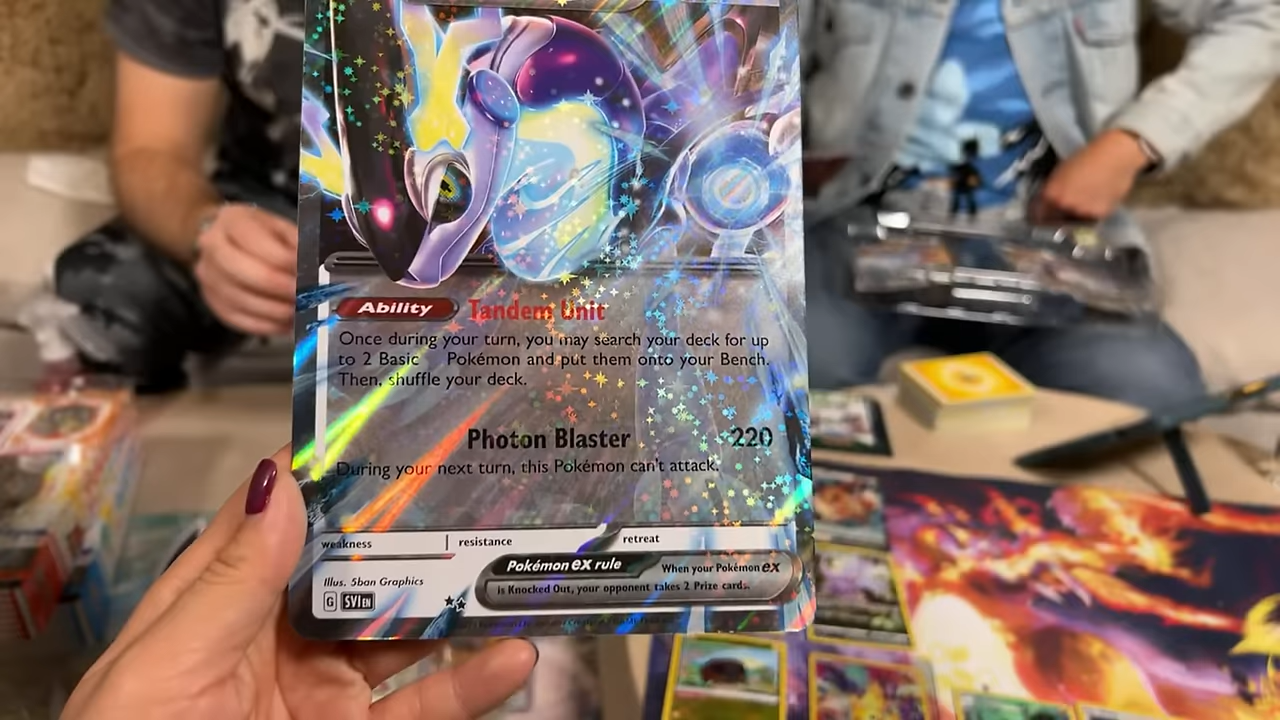 Ability Tandem Unit
Once during your turn, you may search your deck for up
to 2 Basic Pokémon and put them onto your Bench.
Then, shuffle your deck.
Photon Blaster 220
During your next turn, this Pokémon can't attack.
weakness resistance retreat
Pokémon ex rule When your Pokémon ex
is Knocked Out, your opponent takes 2 Prize cards.
Illus. 5ban Graphics
G SVI EN